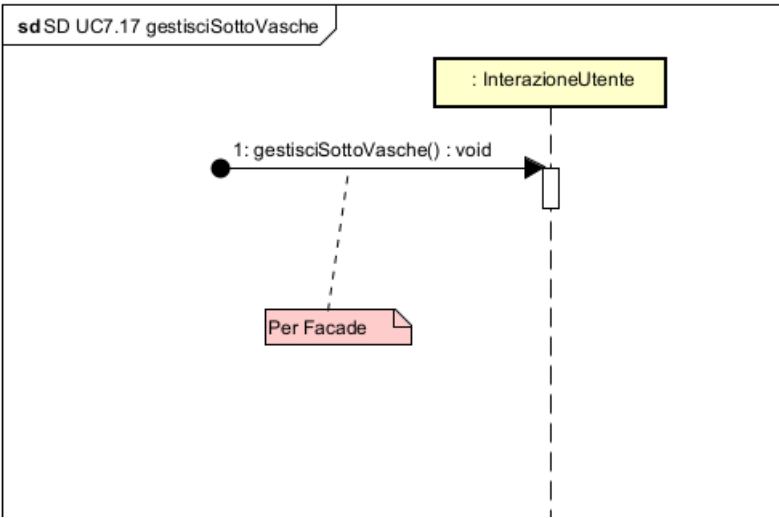 sd SD UC7.17 gestisciSottoVasche
: InterazioneUtente
1: gestisciSottoVasche() : void
Per Facade